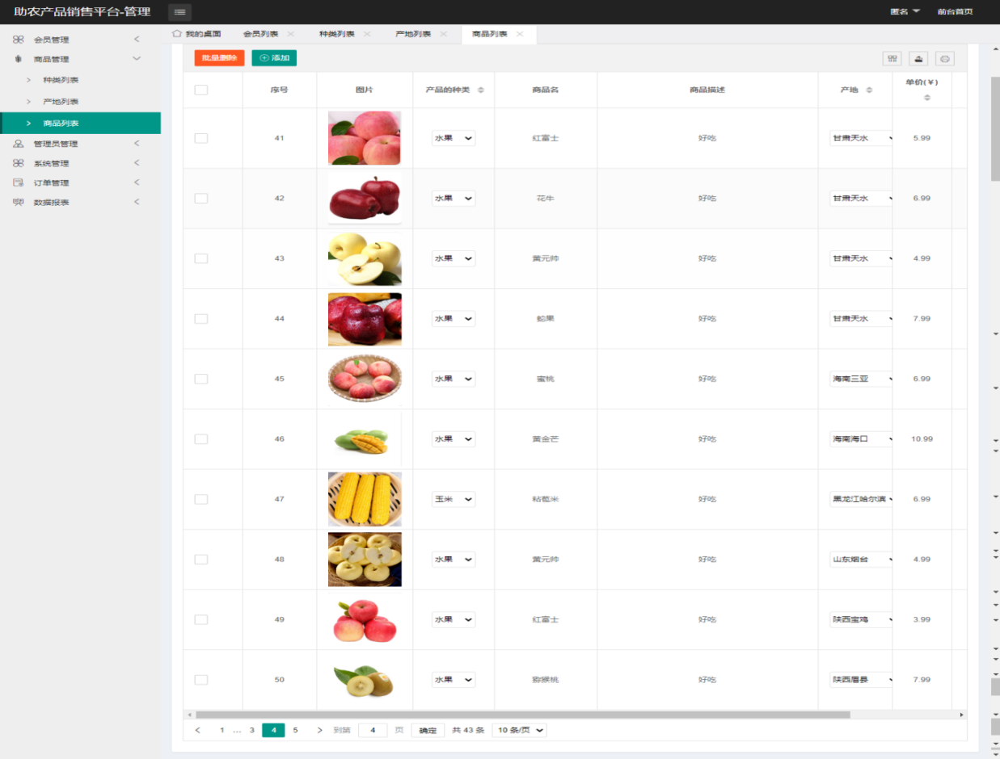 助农产品销售平台-管理
匿名 前台首页
会员管理
商品管理
种类列表
产地列表
商品列表
管理员管理
系统管理
订单管理
数据报表
我的桌面 会员列表 种类列表 产地列表 商品列表
批量删除 添加
序号 图片 产品的种类 商品名 商品描述 产地 单价(￥)
41 水果 红富士 好吃 甘肃天水 5.99
42 水果 花牛 好吃 甘肃天水 6.99
43 水果 黄元帅 好吃 甘肃天水 4.99
44 水果 蛇果 好吃 甘肃天水 7.99
45 水果 蜜桃 好吃 海南三亚 6.99
46 水果 黄金芒 好吃 海南海口 10.99
47 玉米 粘苞米 好吃 黑龙江哈尔滨 6.99
48 水果 黄元帅 好吃 山东烟台 4.99
49 水果 红富士 好吃 陕西宝鸡 3.99
50 水果 猕猴桃 好吃 陕西眉县 7.99
1 … 3 4 5 到第 4 页 确定 共 43 条 10 条/页